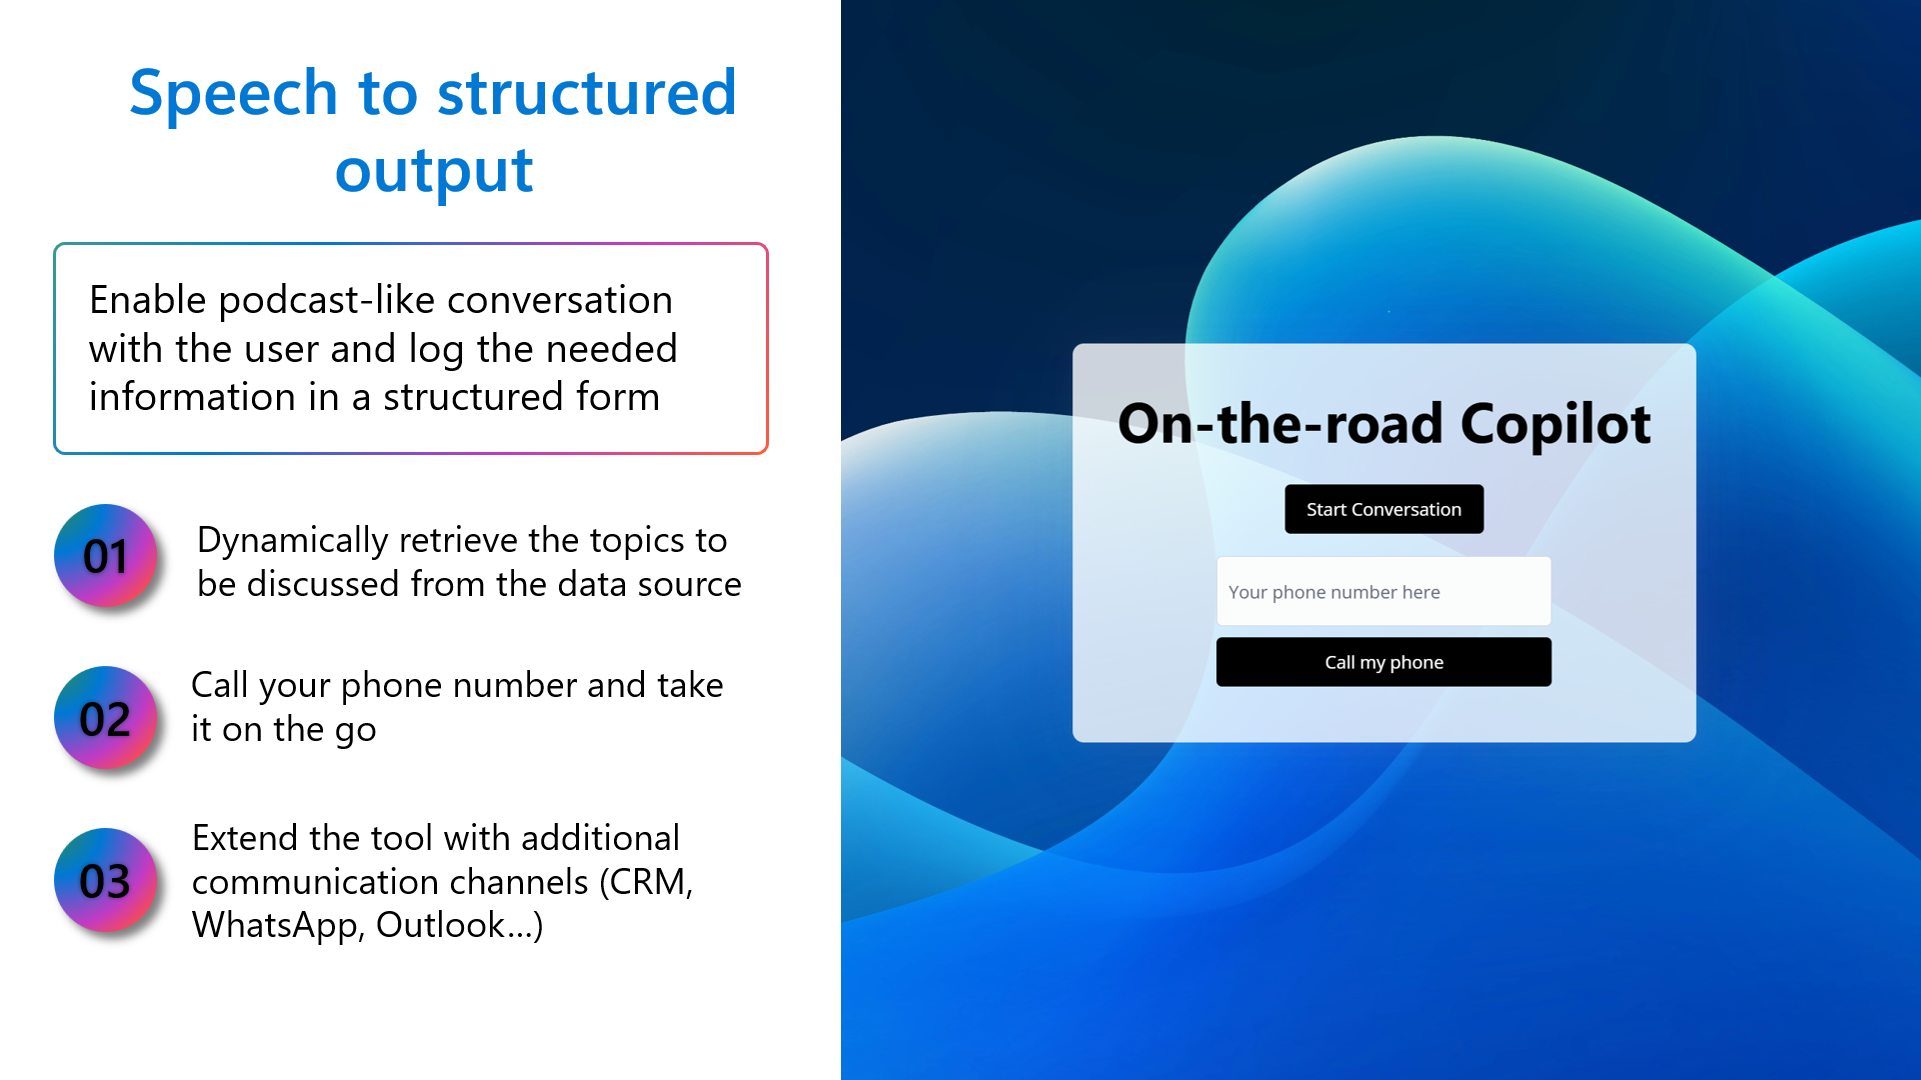 Speech to structured
output
Enable podcast-like conversation
with the user and log the needed
information in a structured form
01
Dynamically retrieve the topics to
be discussed from the data source
02
Call your phone number and take
it on the go
03
Extend the tool with additional
communication channels (CRM,
WhatsApp, Outlook...)
On-the-road Copilot
Start Conversation
Your phone number here
Call my phone